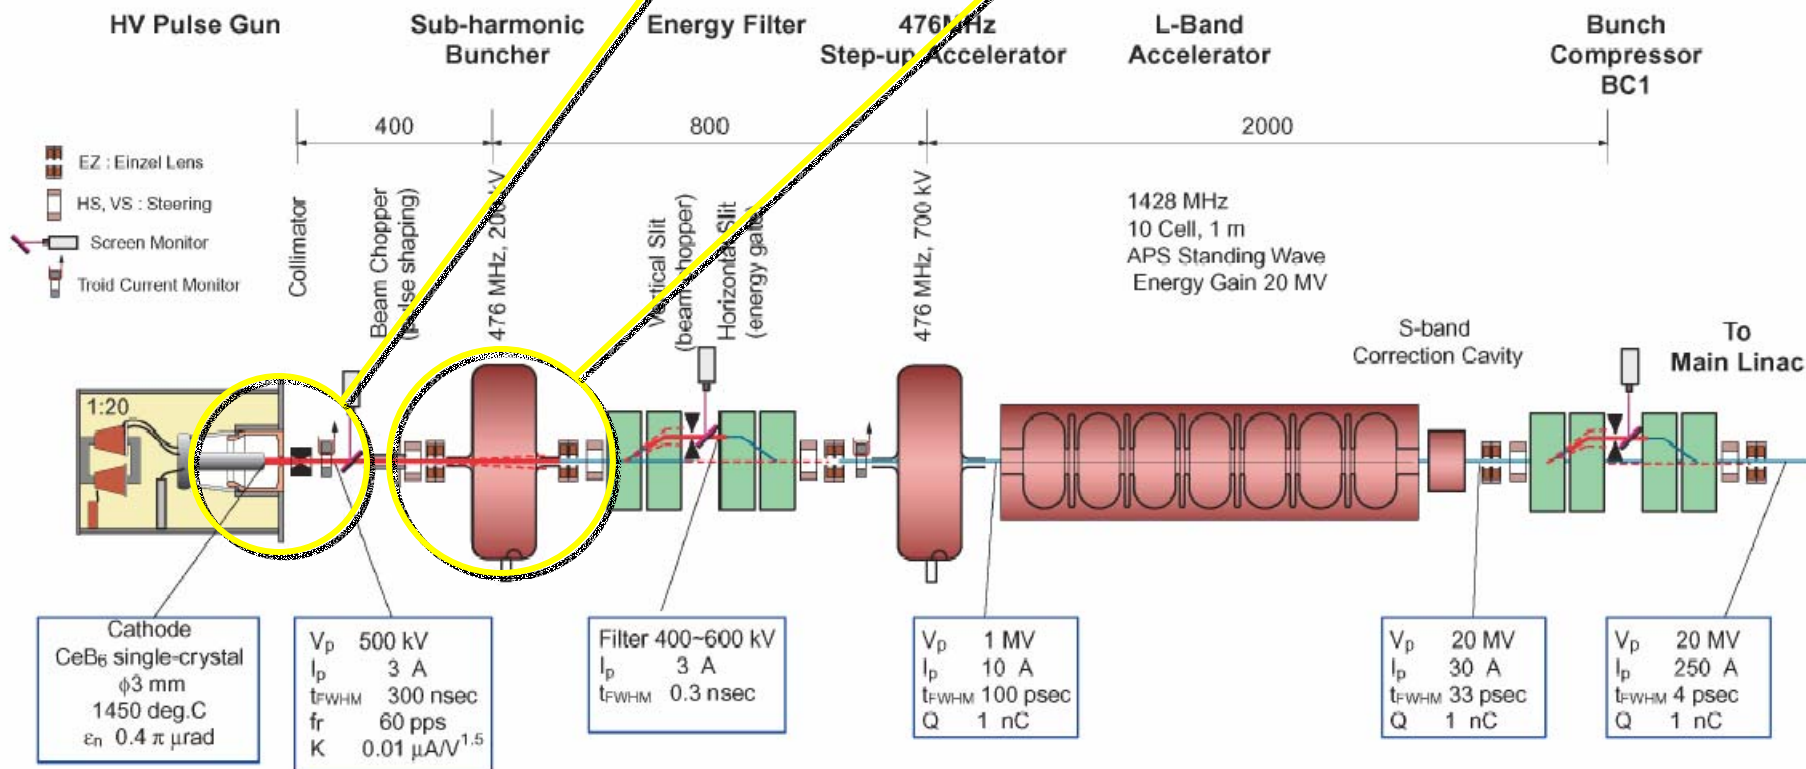 HV Pulse Gun
Sub-harmonic
Buncher
Energy Filter
476MHz
Step-up Accelerator
L-Band
Accelerator
Bunch
Compressor
BC1
400
800
2000
EZ : Einzel Lens
HS, VS : Steering
Screen Monitor
Troid Current Monitor
Collimator
Beam Chopper
(pulse shaping)
476 MHz, 200 kV
Vertical Slit
(beam chopper)
Horizontal Slit
(energy gate)
476 MHz, 700 kV
1428 MHz
10 Cell, 1 m
APS Standing Wave
Energy Gain 20 MV
S-band
Correction Cavity
To
Main Linac
1:20
Cathode
CeB6 single-crystal
ϕ3 mm
1450 deg.C
εn 0.4 π μrad
Vp 500 kV
Ip 3 A
tFWHM 300 nsec
fr 60 pps
K 0.01 μA/V1.5
Filter 400~600 kV
Ip 3 A
tFWHM 0.3 nsec
Vp 1 MV
Ip 10 A
tFWHM 100 psec
Q 1 nC
Vp 20 MV
Ip 30 A
tFWHM 33 psec
Q 1 nC
Vp 20 MV
Ip 250 A
tFWHM 4 psec
Q 1 nC